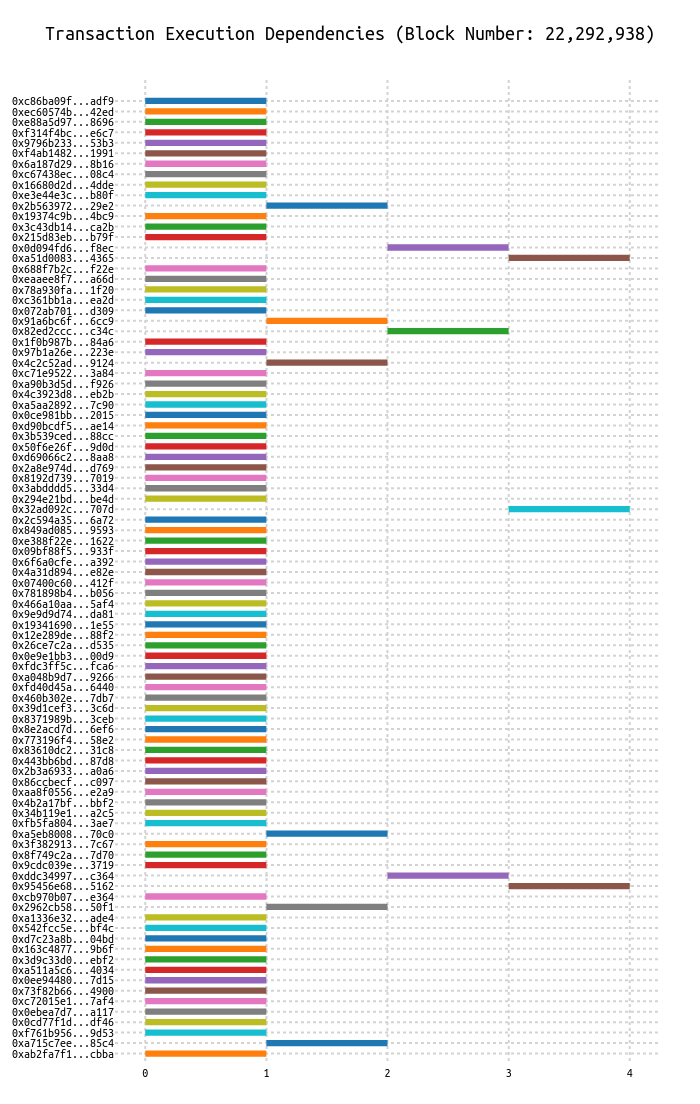 Transaction Execution Dependencies (Block Number: 22,292,938)
0xc86ba09f...adf9
0xec60574b...42ed
0xe88a5d97...8696
0xf314f4bc...e6c7
0x9796b233...53b3
0xf4ab1482...1991
0x6a187d29...8b16
0xc67438ec...08c4
0x16680d2d...4dde
0xe3e44e3c...b80f
0x2b563972...29e2
0x19374c9b...4bc9
0x3c43db14...ca2b
0x215d83eb...b79f
0x0d094fd6...f8ec
0xa51d0083...4365
0x688f7b2c...f22e
0xeaaee8f7...a66d
0x78a930fa...1f20
0xc361bb1a...ea2d
0x072ab701...d309
0x91a6bc6f...6cc9
0x82ed2ccc...c34c
0x1f0b987b...84a6
0x97b1a26e...223e
0x4c2c52ad...9124
0xc71e9522...3a84
0xa90b3d5d...f926
0x4c3923d8...eb2b
0xa5aa2892...7c90
0x0ce981bb...2015
0xd90bcdf5...ae14
0x3b539ced...88cc
0x50f6e26f...9d0d
0xd69066c2...8aa8
0x2a8e974d...d769
0x8192d739...7019
0x3abdddd5...33d4
0x294e21bd...be4d
0x32ad092c...707d
0x2c594a35...6a72
0x849ad085...9593
0xe388f22e...1622
0x09bf88f5...933f
0x6f6a0cfe...a392
0x4a31d894...e82e
0x07400c60...412f
0x781898b4...b056
0x466a10aa...5af4
0x9e9d9d74...da81
0x19341690...1e55
0x12e289de...88f2
0x26ce7c2a...d535
0x0e9e1bb3...00d9
0xfdc3ff5c...fca6
0xa048b9d7...9266
0xfd40d45a...6440
0x460b302e...7db7
0x39d1cef3...3c6d
0x8371989b...3ceb
0x8e2acd7d...6ef6
0x773196f4...58e2
0x83610dc2...31c8
0x443bb6bd...87d8
0x2b3a6933...a0a6
0x86ccbecf...c097
0xaa8f0556...e2a9
0x4b2a17bf...bbf2
0x34b119e1...a2c5
0xfb5fa804...3ae7
0xa5eb8008...70c0
0x3f382913...7c67
0x8f749c2a...7d70
0x9cdc039e...3719
0xddc34997...c364
0x95456e68...5162
0xcb970b07...e364
0x2962cb58...50f1
0xa1336e32...ade4
0x542fcc5e...bf4c
0xd7c23a8b...04bd
0x163c4877...9b6f
0x3d9c33d0...ebf2
0xa511a5c6...4034
0x0ee94480...7d15
0x73f82b66...4900
0xc72015e1...7af4
0x0ebea7d7...a117
0x0cd77f1d...df46
0xf761b956...9d53
0xa715c7ee...85c4
0xab2fa7f1...cbba
0 1 2 3 4